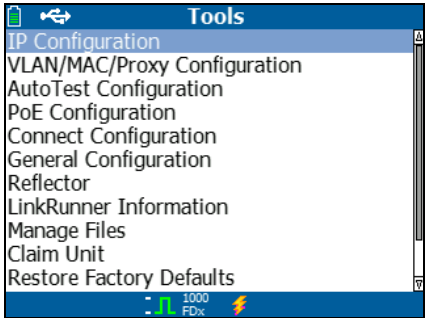 Tools
IP Configuration
VLAN/MAC/Proxy Configuration
AutoTest Configuration
PoE Configuration
Connect Configuration
General Configuration
Reflector
LinkRunner Information
Manage Files
Claim Unit
Restore Factory Defaults
1000
FDx